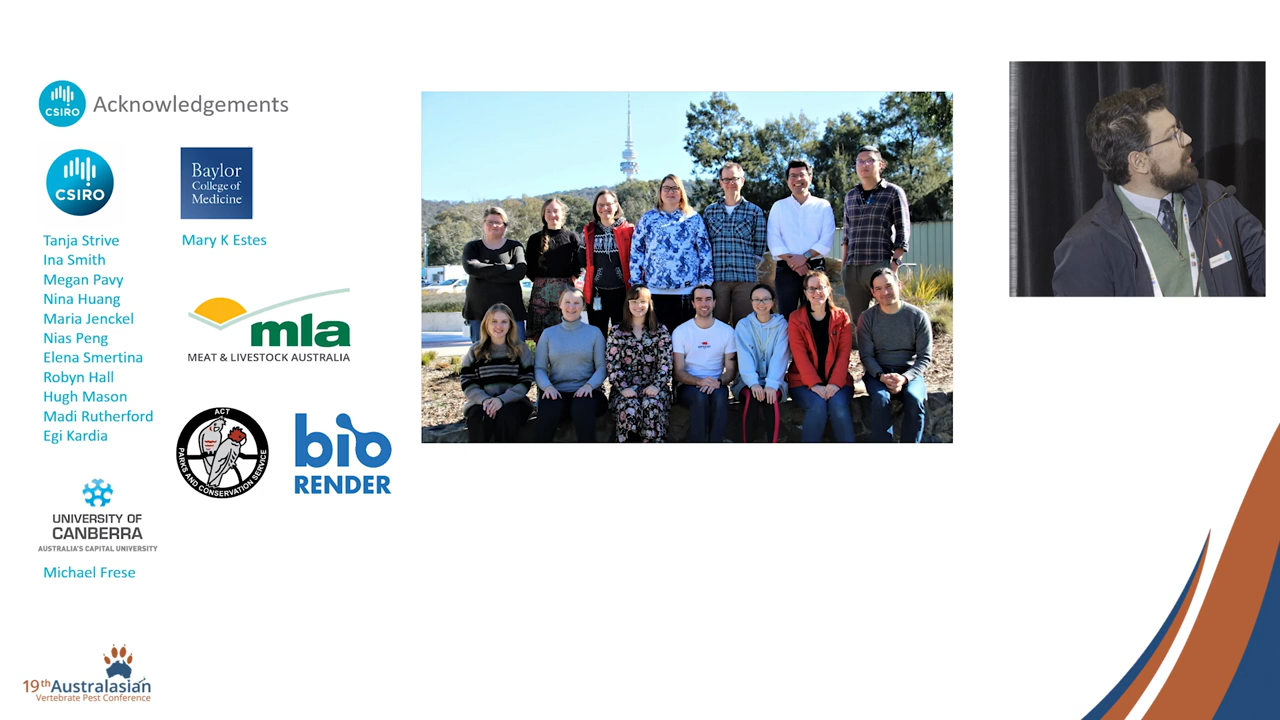 CSIRO
Acknowledgements
CSIRO
Tanja Strive
Ina Smith
Megan Pavy
Nina Huang
Maria Jenckel
Nias Peng
Elena Smertina
Robyn Hall
Hugh Mason
Madi Rutherford
Egi Kardia
UNIVERSITY OF
CANBERRA
AUSTRALIA'S CAPITAL UNIVERSITY
Michael Frese
Baylor
College of
Medicine
Mary K Estes
mla
MEAT & LIVESTOCK AUSTRALIA
ACT
PARKS AND CONSERVATION SERVICE
bio
RENDER
19th Australasian
Vertebrate Pest Conference